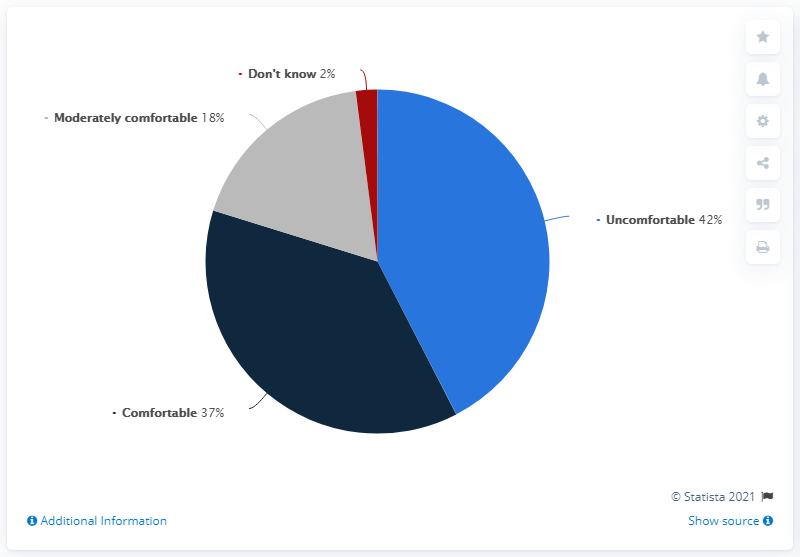 Don't know 2%
Moderately comfortable 18%
Uncomfortable 42%
Comfortable 37%
© Statista 2021
Additional Information
Show source